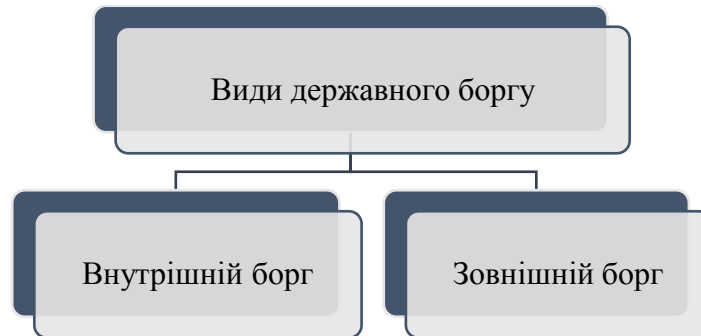 Види державного боргу
Внутрішній борг
Зовнішній борг